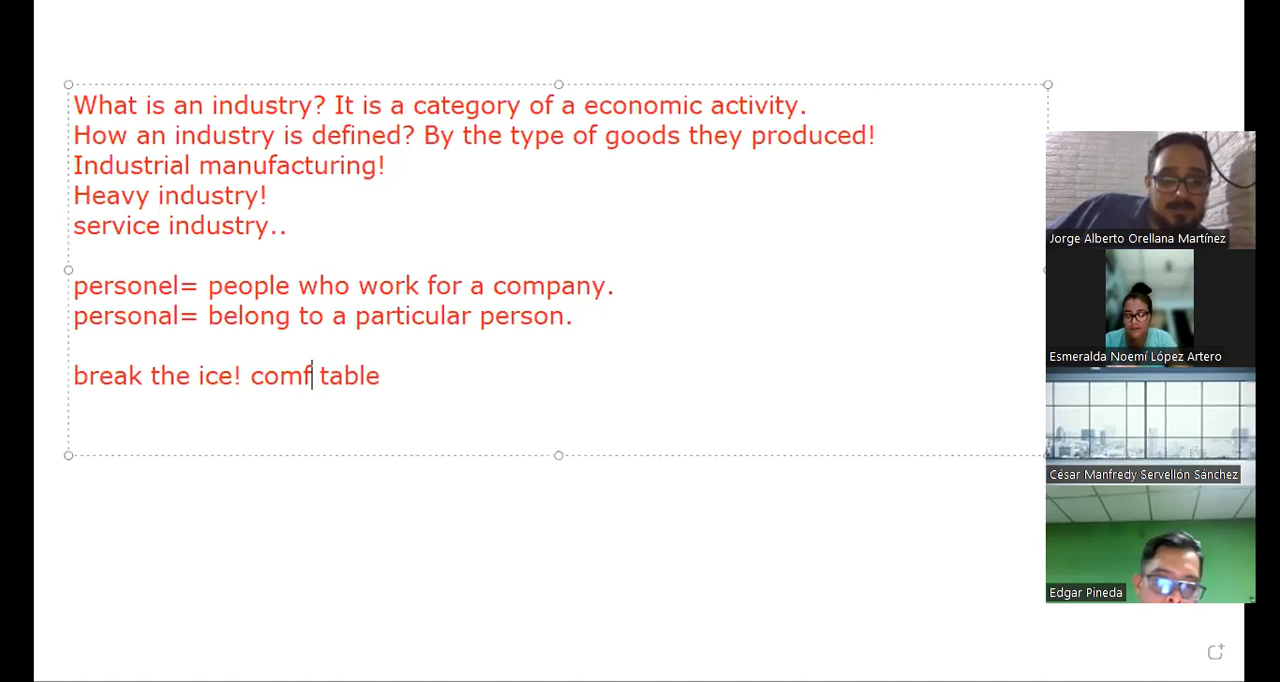 What is an industry? It is a category of a economic activity.
How an industry is defined? By the type of goods they produced!
Industrial manufacturing!
Heavy industry!
service industry..
personel= people who work for a company.
personal= belong to a particular person.
break the ice! comf table
Jorge Alberto Orellana Martínez
Esmeralda Noemí López Artero
César Manfredy Servellón Sánchez
Edgar Pineda